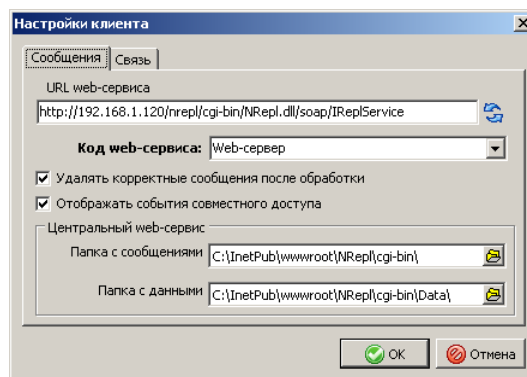 Настройки клиента
Сообщения Связь
URL web-сервиса
http://192.168.1.120/nrepl/cgi-bin/NRepl.dll/soap/IReplService
Код web-сервиса: Web-сервер
Удалять корректные сообщения после обработки
Отображать события совместного доступа
Центральный web-сервис
Папка с сообщениями C:\InetPub\wwwroot\NRepl\cgi-bin\
Папка с данными C:\InetPub\wwwroot\NRepl\cgi-bin\Data\
OK Отмена